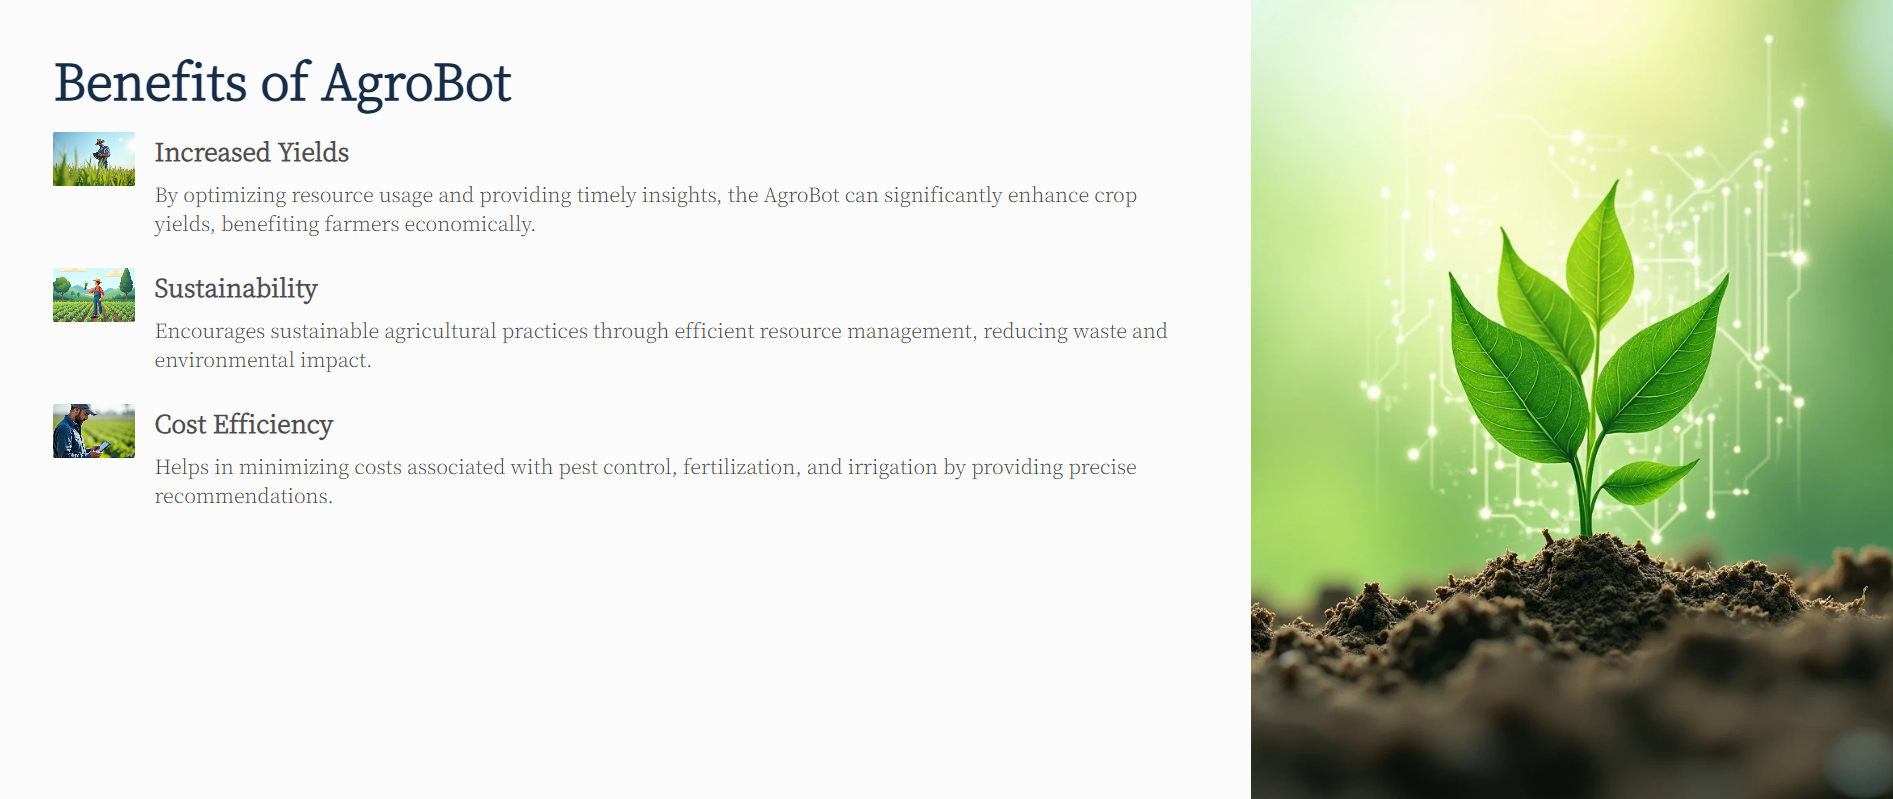 Benefits of AgroBot
Increased Yields
By optimizing resource usage and providing timely insights, the AgroBot can significantly enhance crop
yields, benefiting farmers economically.
Sustainability
Encourages sustainable agricultural practices through efficient resource management, reducing waste and
environmental impact.
Cost Efficiency
Helps in minimizing costs associated with pest control, fertilization, and irrigation by providing precise
recommendations.